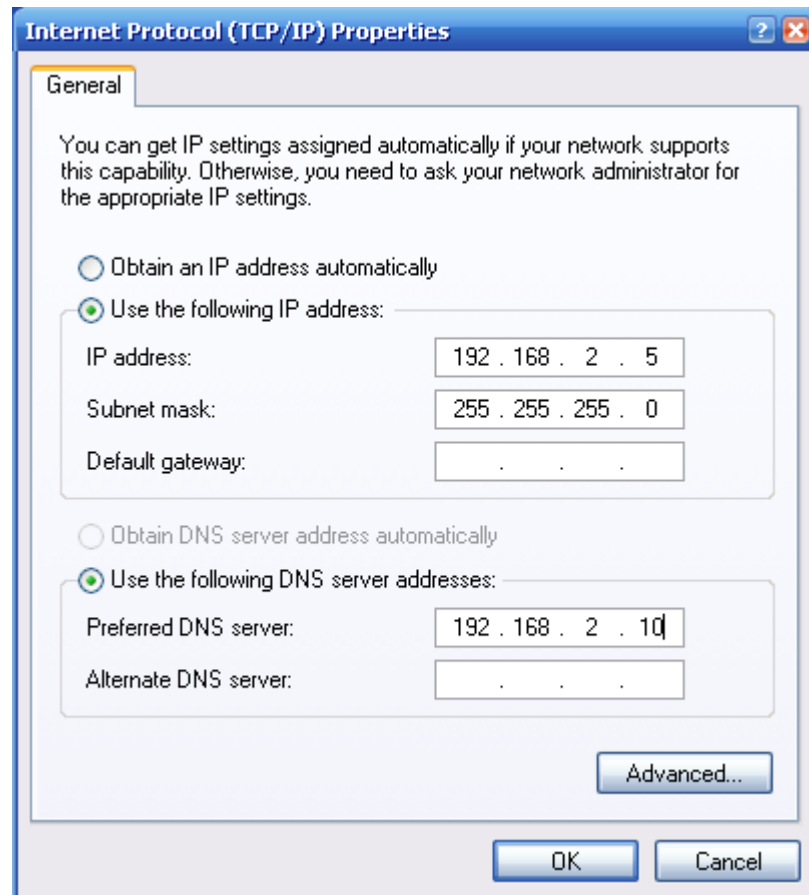 Internet Protocol (TCP/IP) Properties
General
You can get IP settings assigned automatically if your network supports
this capability. Otherwise, you need to ask your network administrator for
the appropriate IP settings.
Obtain an IP address automatically
Use the following IP address:
IP address: 192 . 168 . 2 . 5
Subnet mask: 255 . 255 . 255 . 0
Default gateway: . . .
Obtain DNS server address automatically
Use the following DNS server addresses:
Preferred DNS server: 192 . 168 . 2 . 10
Alternate DNS server: . . .
Advanced...
OK Cancel